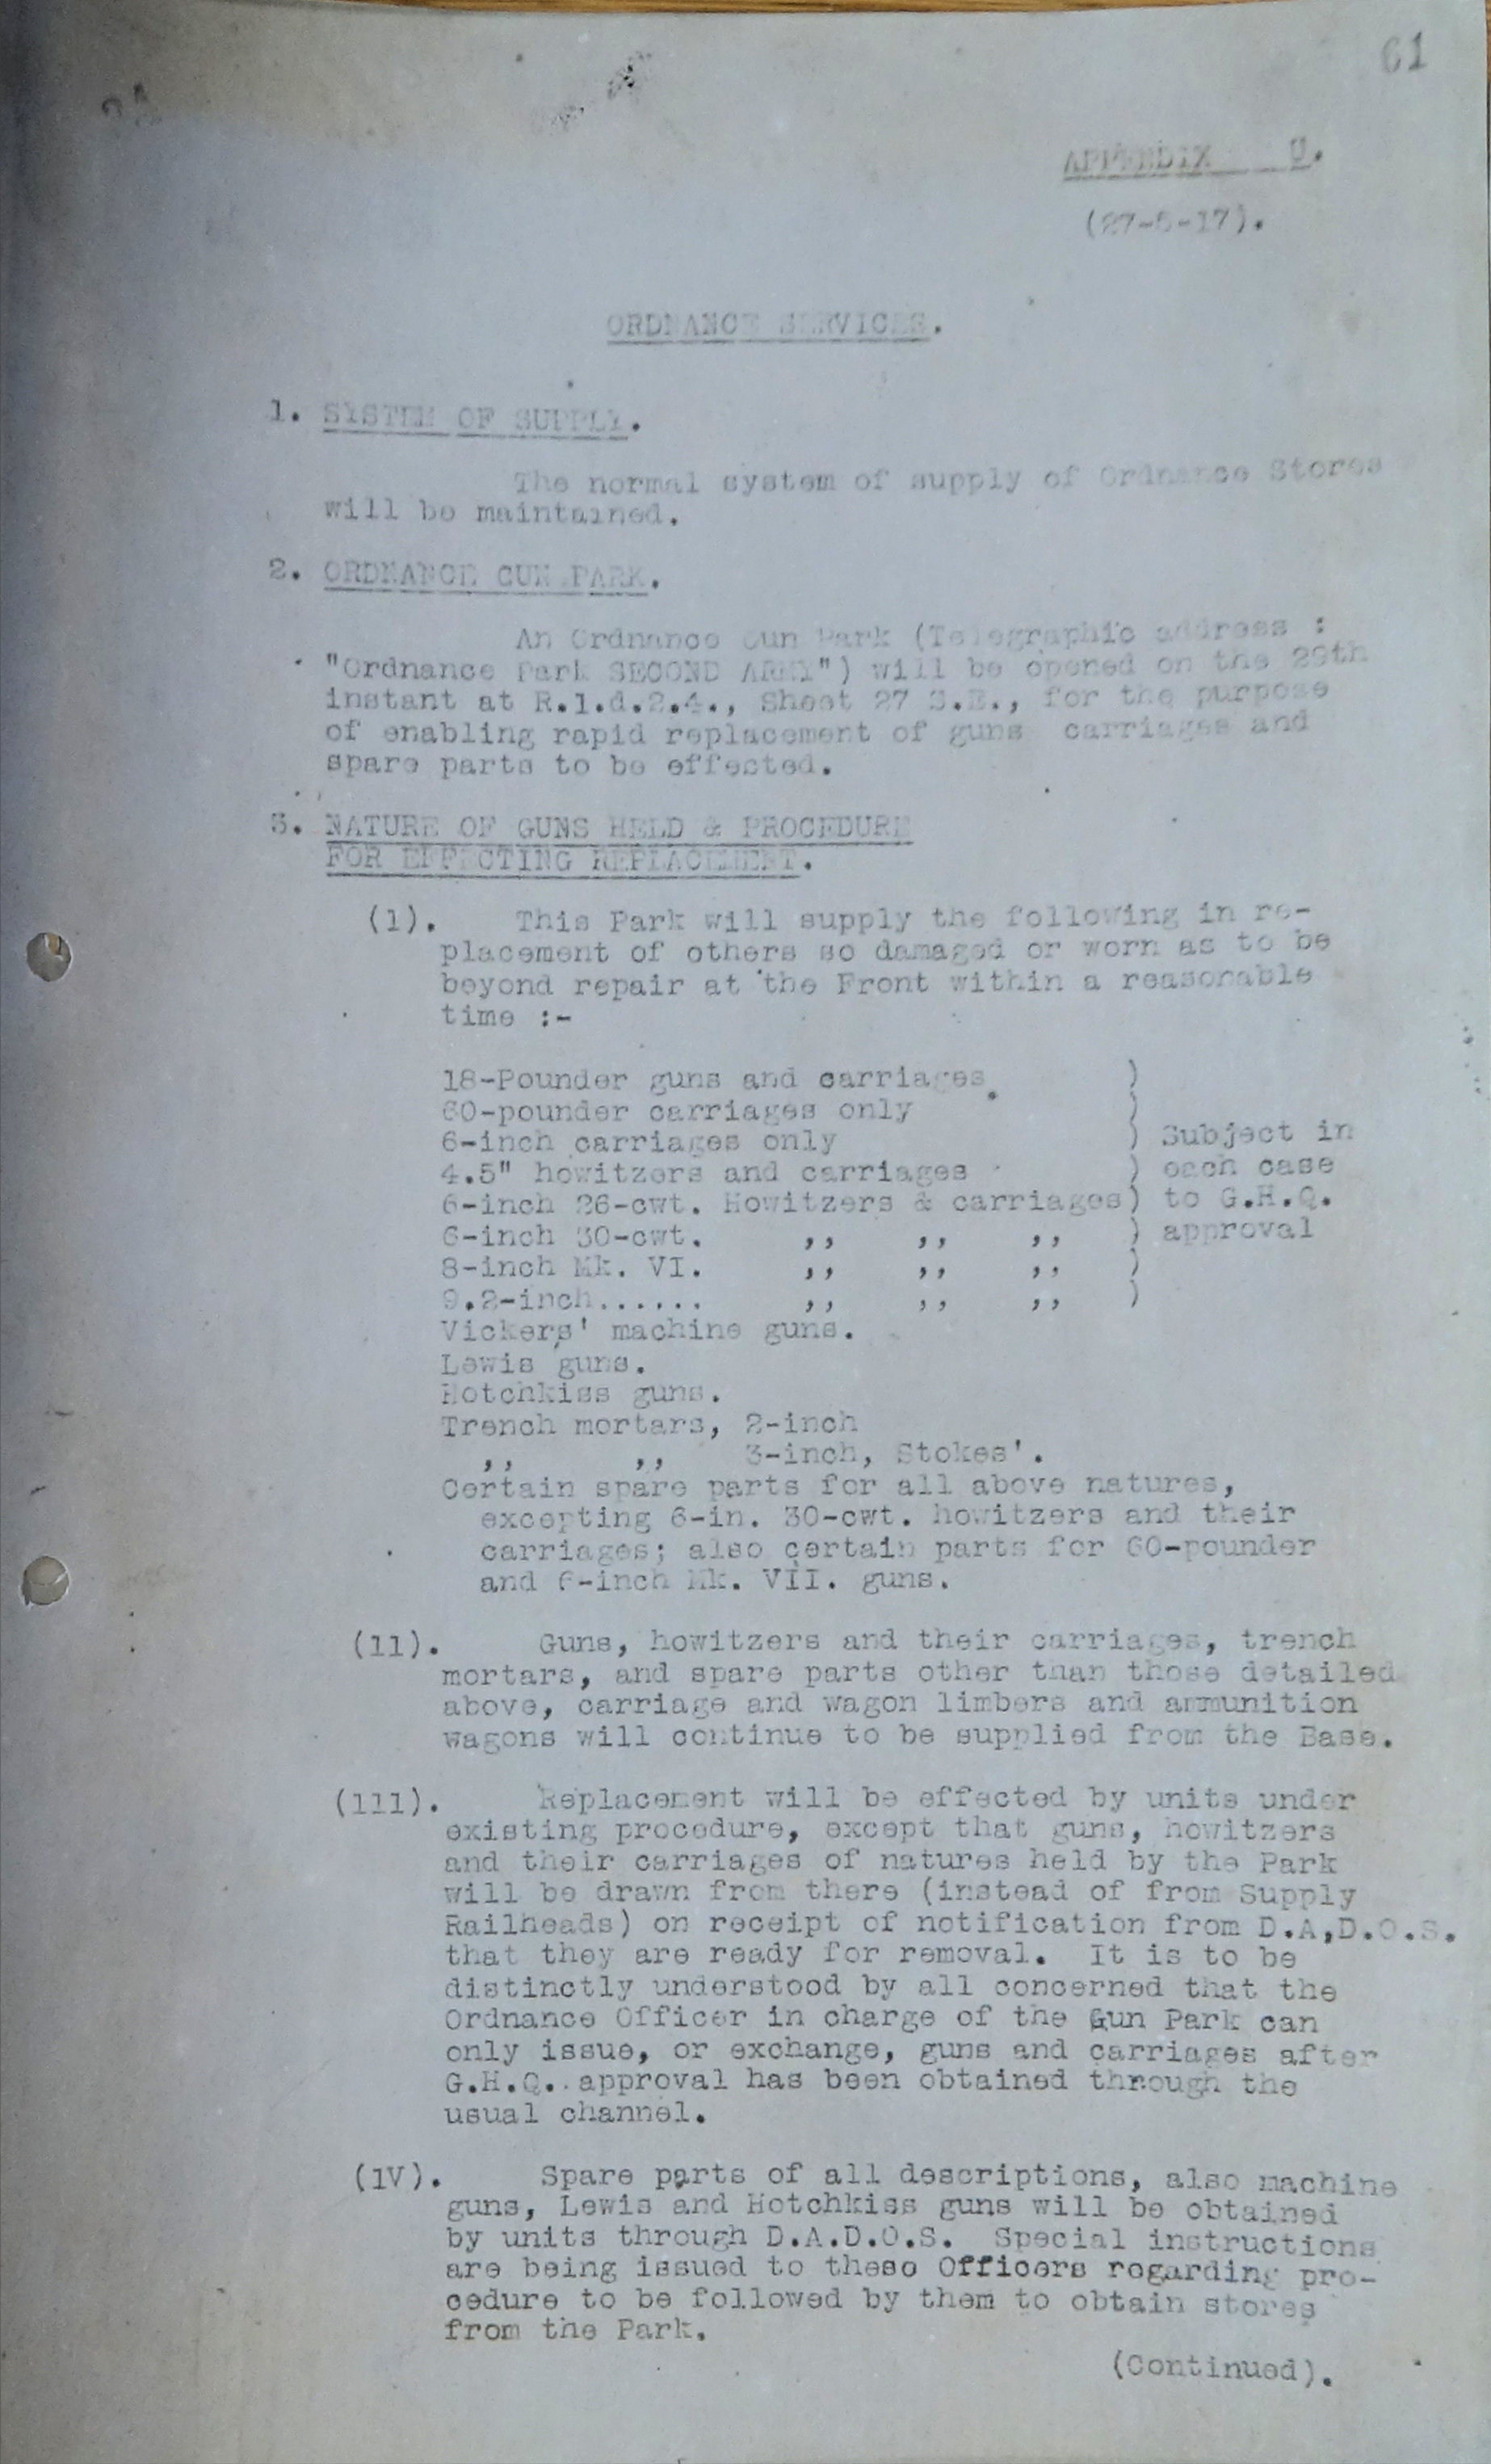 61
APPENDIX U.
(27-5-17).
ORDNANCE SERVICES.
1. SYSTEM OF SUPPLY.
The normal system of supply of Ordnance Stores
will be maintained.
2. ORDNANCE GUN PARK.
An Ordnance Gun Park (Telegraphic address :
"Ordnance Park SECOND ARMY") will be opened on the 29th
instant at R.1.d.2.4., Sheet 27 S.E., for the purpose
of enabling rapid replacement of guns carriages and
spare parts to be effected.
3. NATURE OF GUNS HELD & PROCEDURE
FOR EFFECTING REPLACEMENT.
(1). This Park will supply the following in re-
placement of others so damaged or worn as to be
beyond repair at the Front within a reasonable
time :-
18-Pounder guns and carriages. )
60-pounder carriages only )
6-inch carriages only ) Subject in
4.5" howitzers and carriages ) each case
6-inch 26-cwt. Howitzers & carriages) to G.H.Q.
6-inch 30-cwt. ,, ,, ,, ) approval
8-inch Mk. VI. ,, ,, ,, )
9.2-inch...... ,, ,, ,, )
Vickers' machine guns.
Lewis guns.
Hotchkiss guns.
Trench mortars, 2-inch
,, ,, 3-inch, Stokes'.
Certain spare parts for all above natures,
excepting 6-in. 30-cwt. howitzers and their
carriages; also certain parts for 60-pounder
and 6-inch Mk. VII. guns.
(11). Guns, howitzers and their carriages, trench
mortars, and spare parts other than those detailed
above, carriage and wagon limbers and ammunition
wagons will continue to be supplied from the Base.
(111). Replacement will be effected by units under
existing procedure, except that guns, howitzers
and their carriages of natures held by the Park
will be drawn from there (instead of from Supply
Railheads) on receipt of notification from D.A,D.O.S.
that they are ready for removal. It is to be
distinctly understood by all concerned that the
Ordnance Officer in charge of the Gun Park can
only issue, or exchange, guns and carriages after
G.H.Q. approval has been obtained through the
usual channel.
(1V). Spare parts of all descriptions, also machine
guns, Lewis and Hotchkiss guns will be obtained
by units through D.A.D.O.S. Special instructions
are being issued to these Officers regarding pro-
cedure to be followed by them to obtain stores
from the Park.
(Continued).